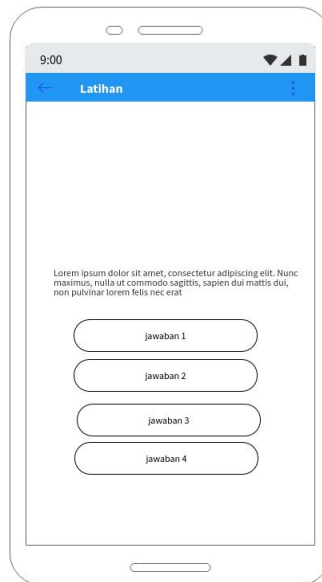 9:00
Latihan
Lorem ipsum dolor sit amet, consectetur adipiscing elit. Nunc
maximus, nulla ut commodo sagittis, sapien dui mattis dui,
non pulvinar lorem felis nec erat
jawaban 1
jawaban 2
jawaban 3
jawaban 4